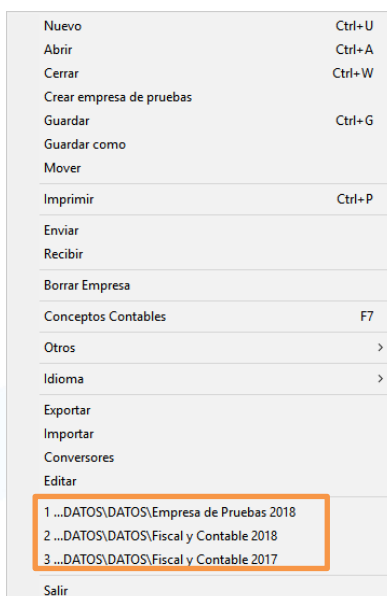 Nuevo Ctrl+U
Abrir Ctrl+A
Cerrar Ctrl+W
Crear empresa de pruebas
Guardar Ctrl+G
Guardar como
Mover
Imprimir Ctrl+P
Enviar
Recibir
Borrar Empresa
Conceptos Contables F7
Otros >
Idioma >
Exportar
Importar
Conversores
Editar
1 ...DATOS\DATOS\Empresa de Pruebas 2018
2 ...DATOS\DATOS\Fiscal y Contable 2018
3 ...DATOS\DATOS\Fiscal y Contable 2017
Salir